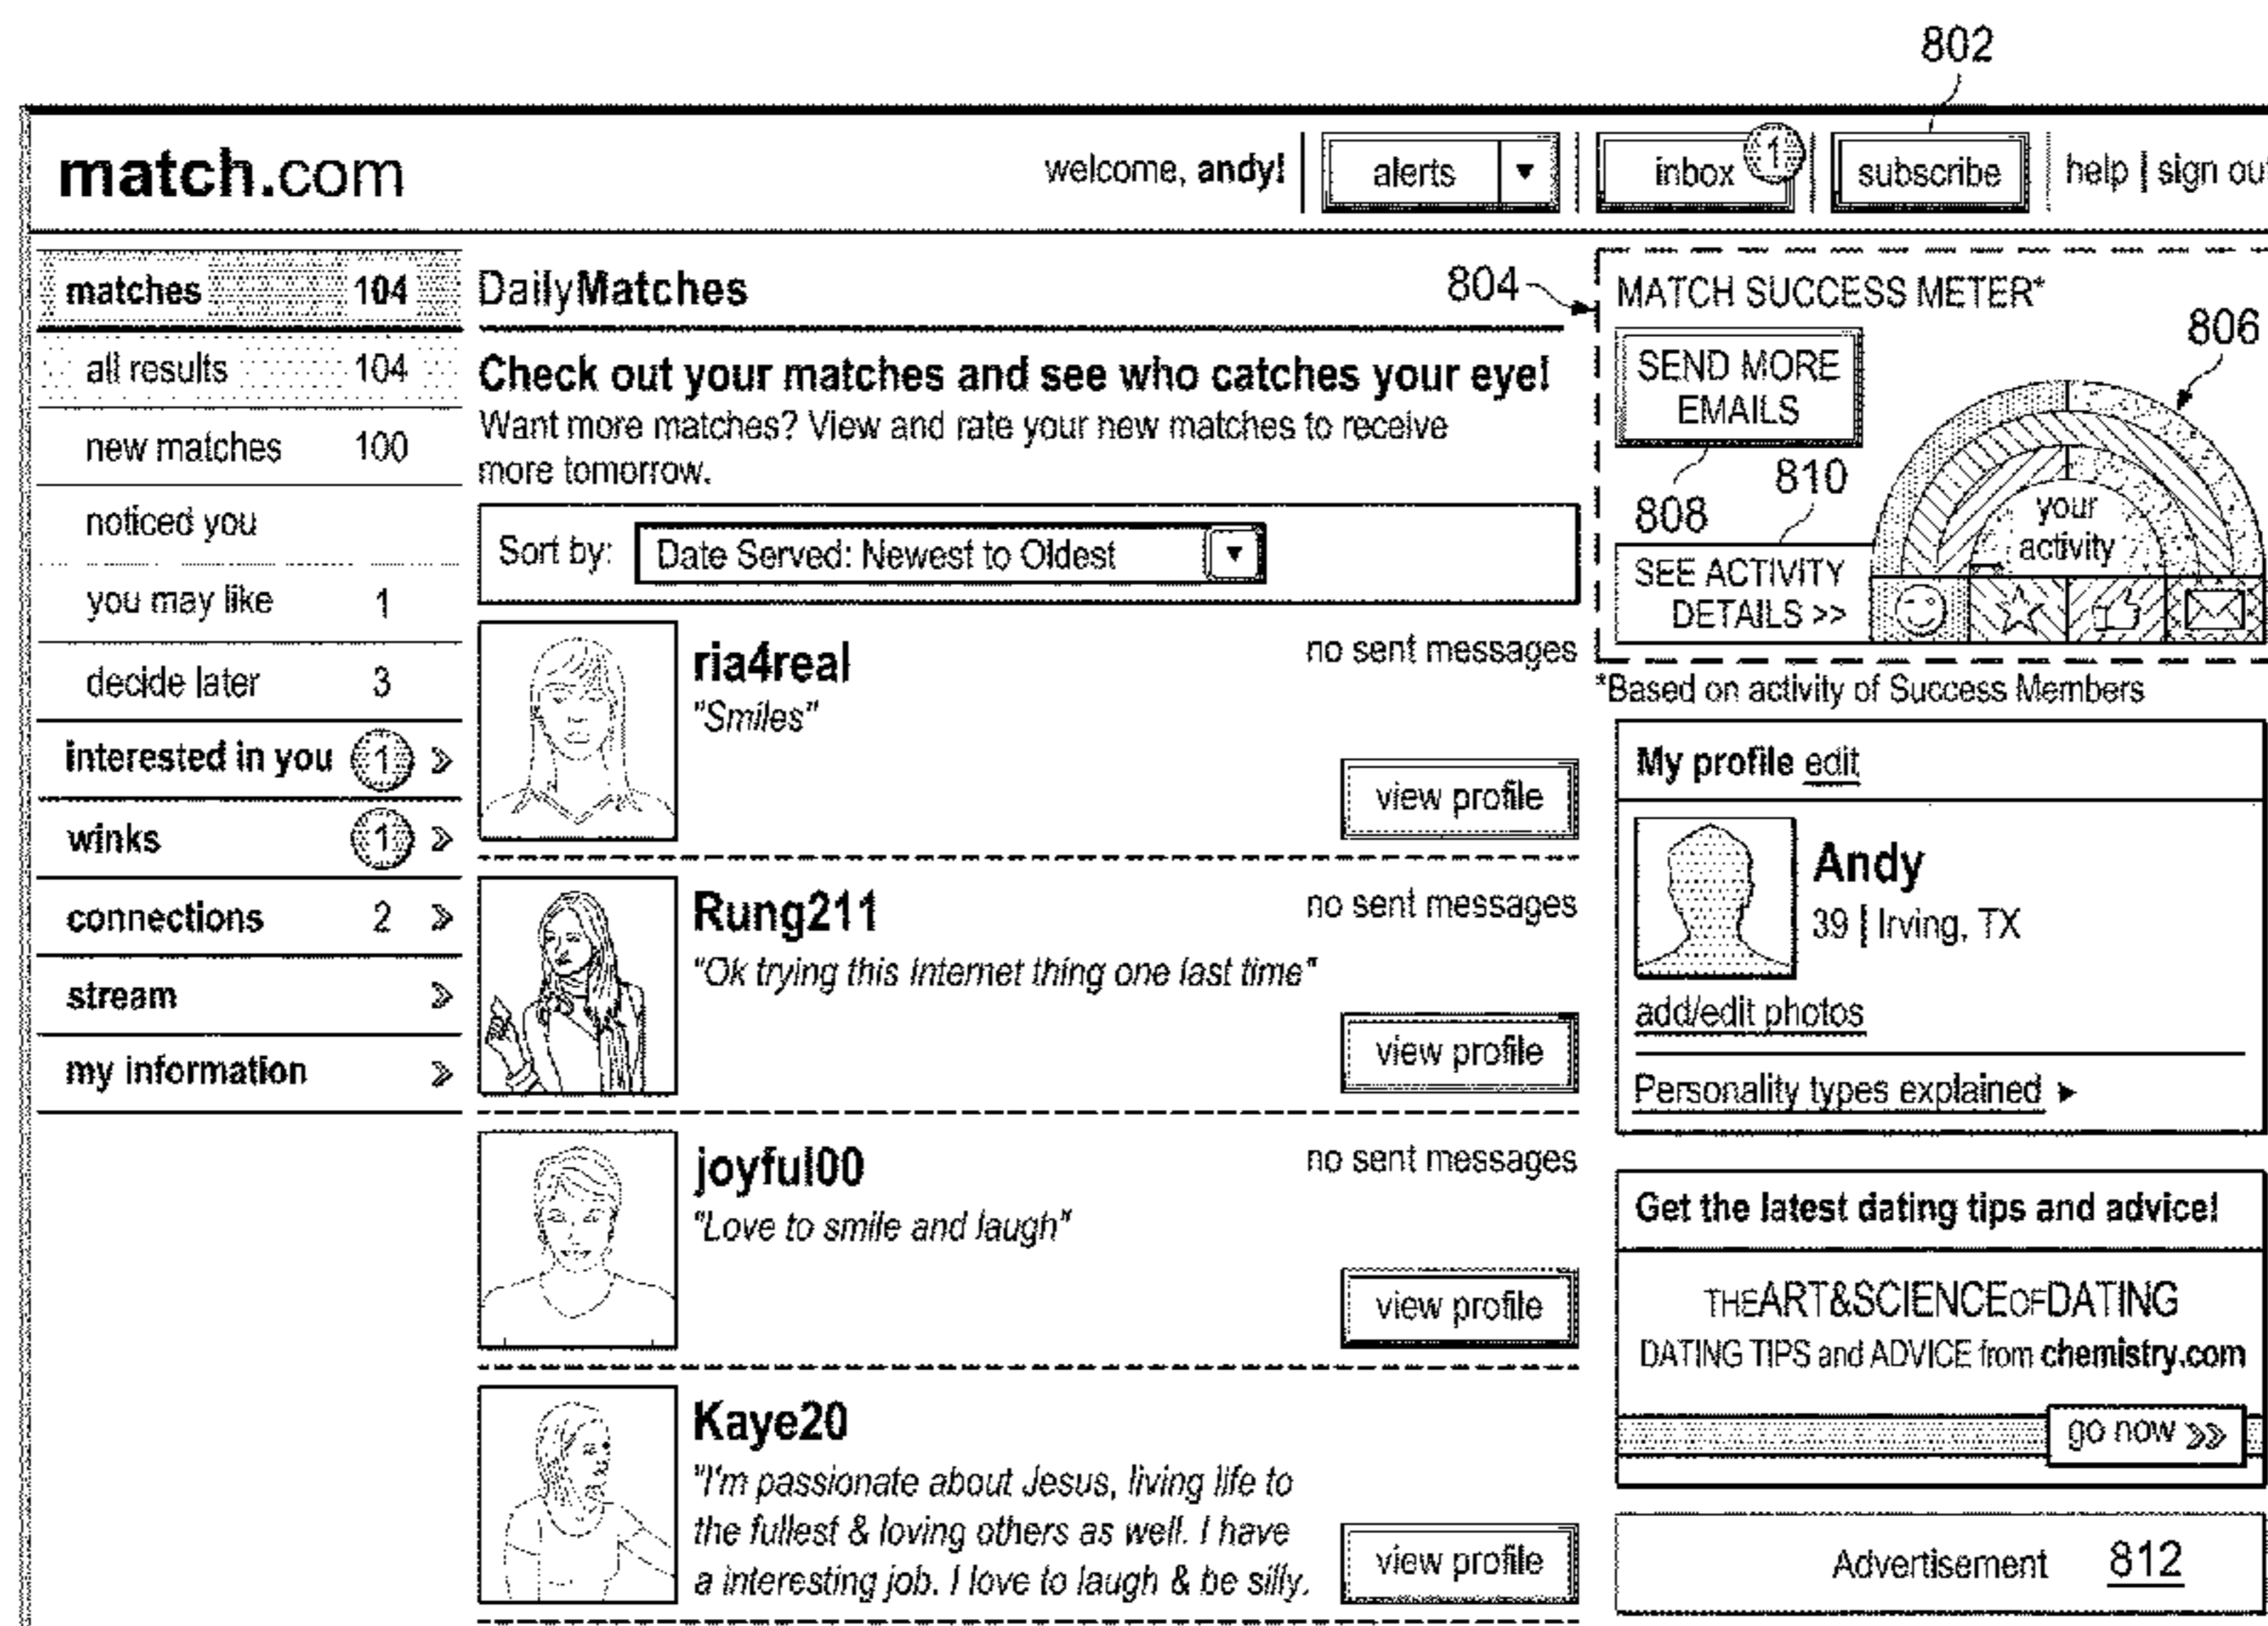 802
match.com
welcome, andy!
alerts
inbox 1
subscribe
help | sign out
matches 104
all results 104
new matches 100
noticed you
you may like 1
decide later 3
interested in you 1 »
winks 1 »
connections 2 »
stream »
my information »
DailyMatches
Check out your matches and see who catches your eye!
Want more matches? View and rate your new matches to receive
more tomorrow.
Sort by: Date Served: Newest to Oldest
ria4real
no sent messages
"Smiles"
view profile
Rung211
no sent messages
"Ok trying this Internet thing one last time"
view profile
joyful00
no sent messages
"Love to smile and laugh"
view profile
Kaye20
"I'm passionate about Jesus, living life to
the fullest & loving others as well. I have
a interesting job. I love to laugh & be silly.
view profile
804
MATCH SUCCESS METER*
806
SEND MORE
EMAILS
808
810
your
activity
SEE ACTIVITY
DETAILS >>
*Based on activity of Success Members
My profile edit
Andy
39 | Irving, TX
add/edit photos
Personality types explained
Get the latest dating tips and advice!
THEART&SCIENCEOFDATING
DATING TIPS and ADVICE from chemistry.com
go now »
Advertisement 812